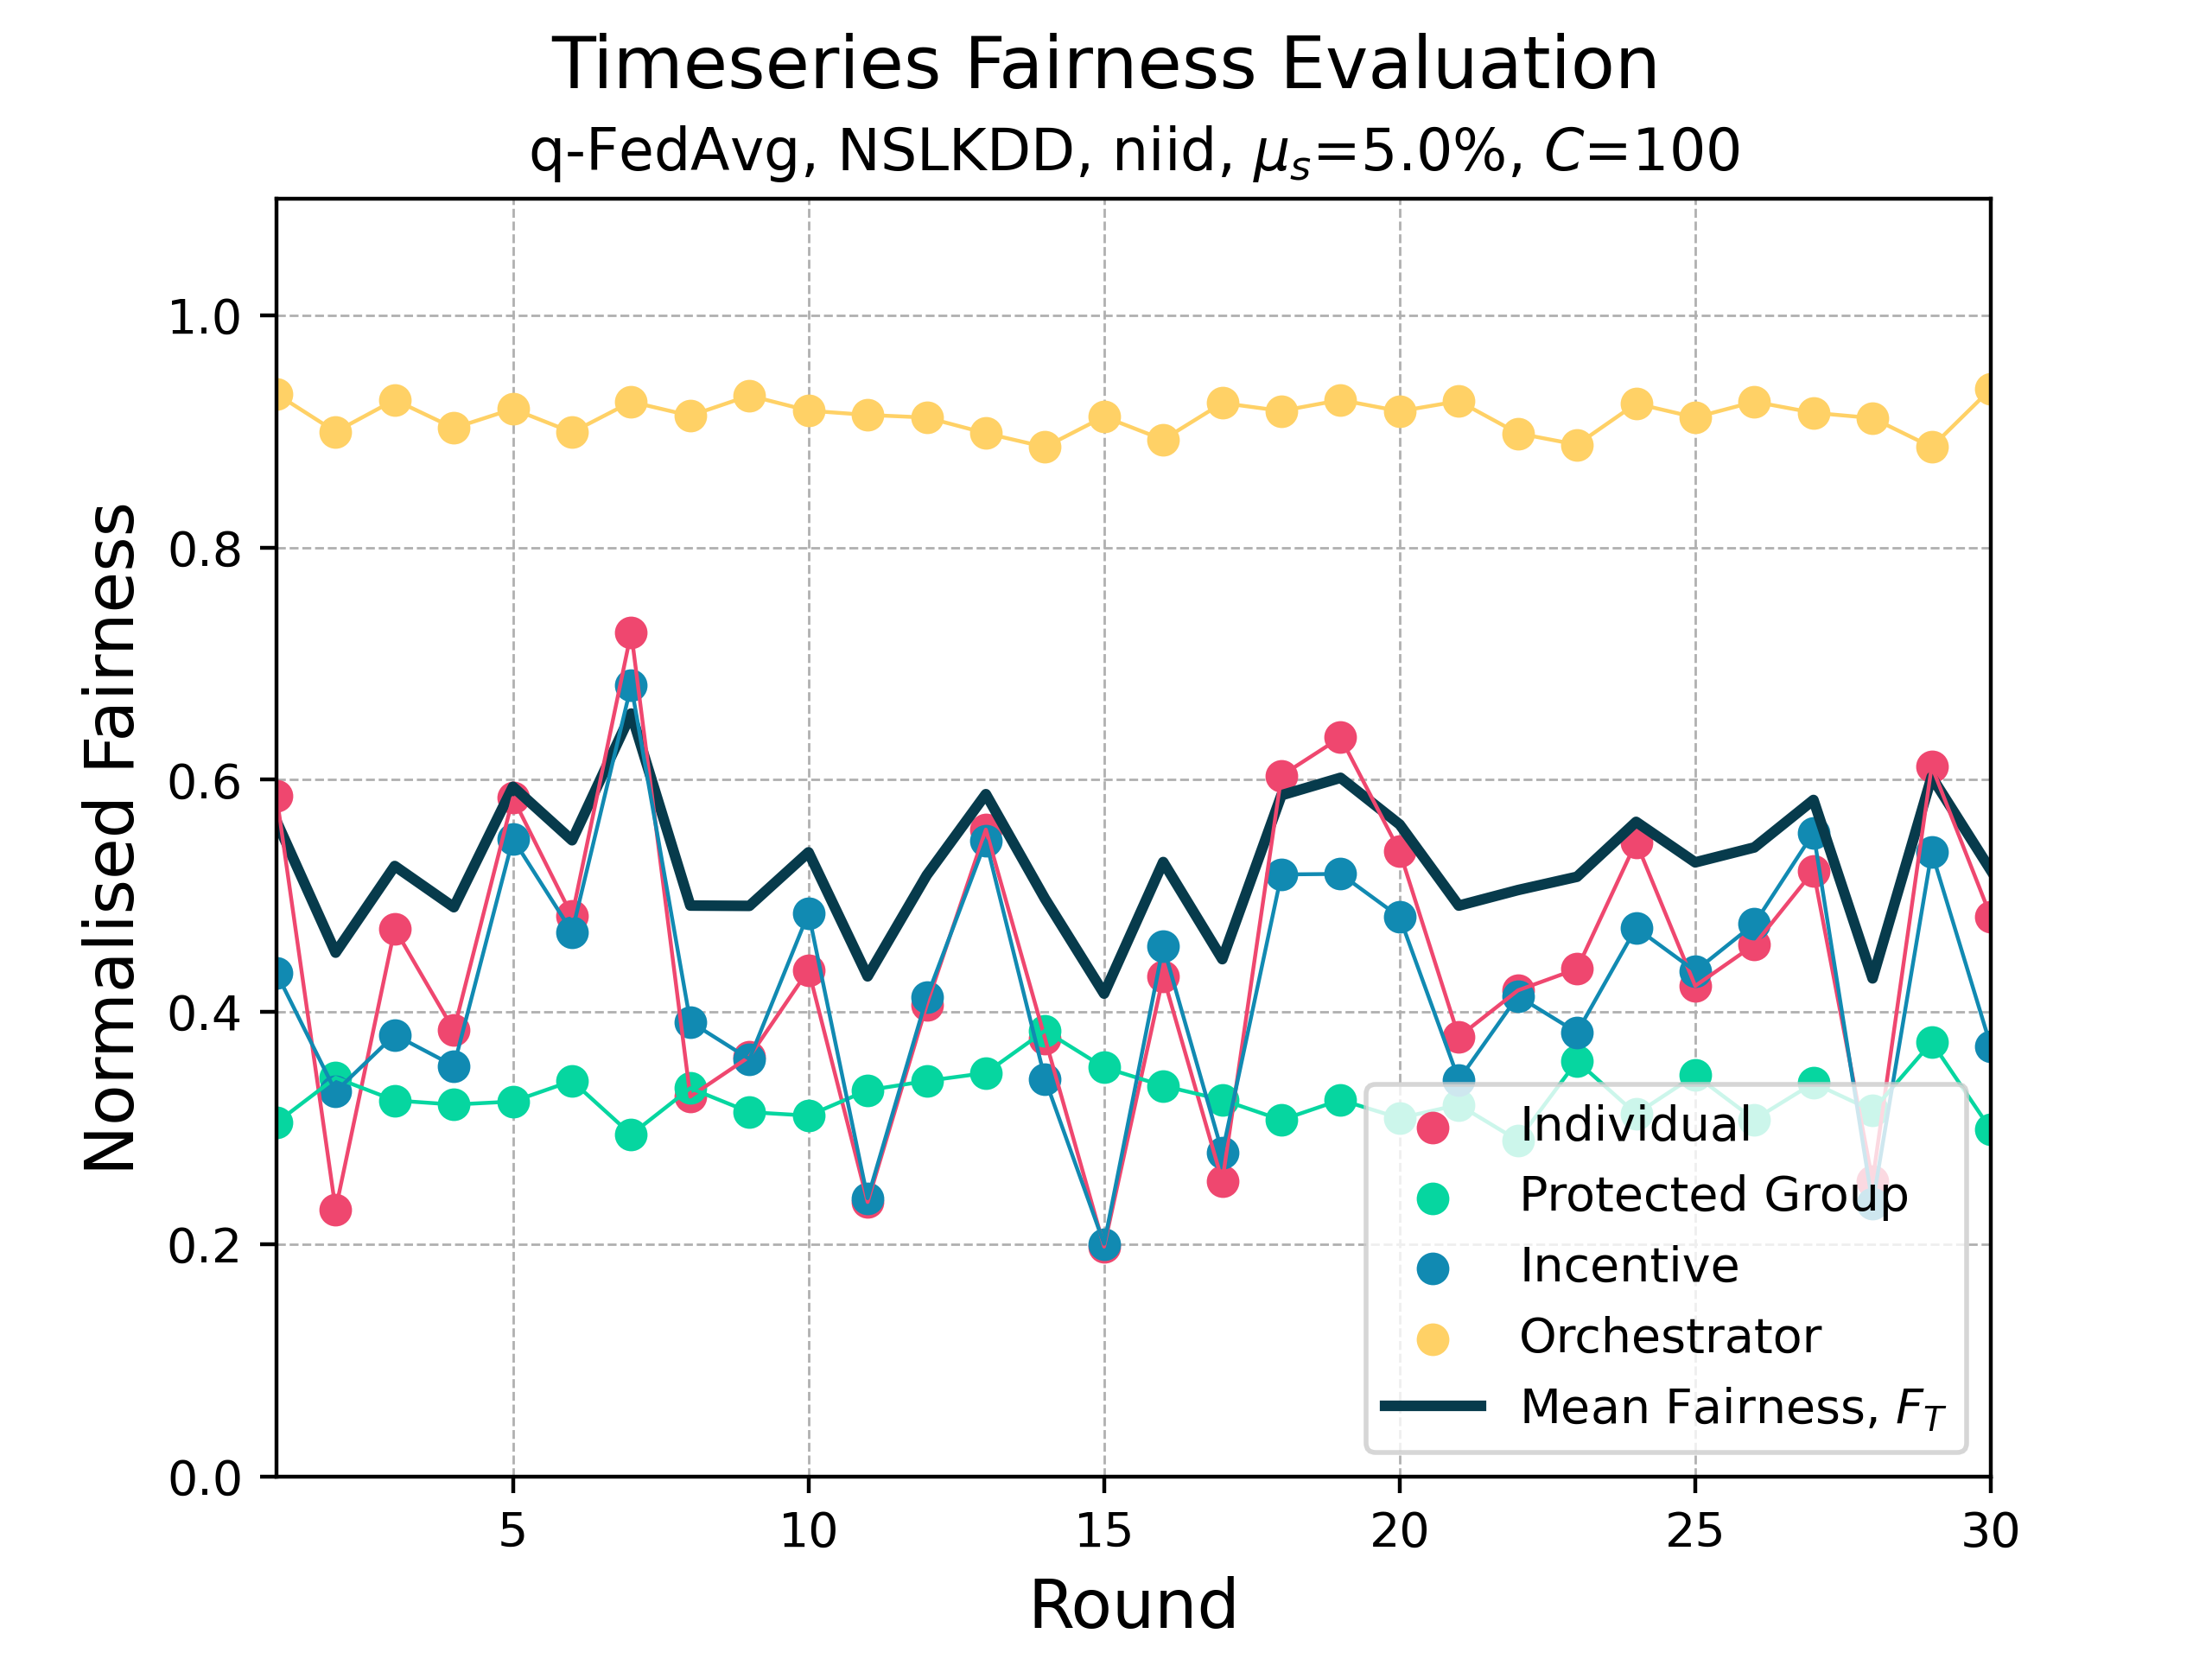 Timeseries Fairness Evaluation
q-FedAvg, NSLKDD, niid, μₛ=5.0%, C=100
Normalised Fairness
1.0
0.8
0.6
0.4
0.2
0.0
Individual
Protected Group
Incentive
Orchestrator
Mean Fairness, F_T
5 10 15 20 25 30
Round